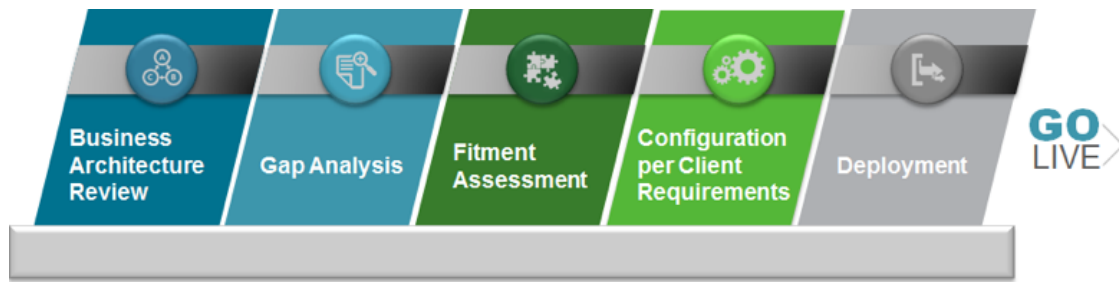 A
C
B
Business
Architecture
Review
Gap Analysis
Fitment
Assessment
Configuration
per Client
Requirements
Deployment
GO
LIVE